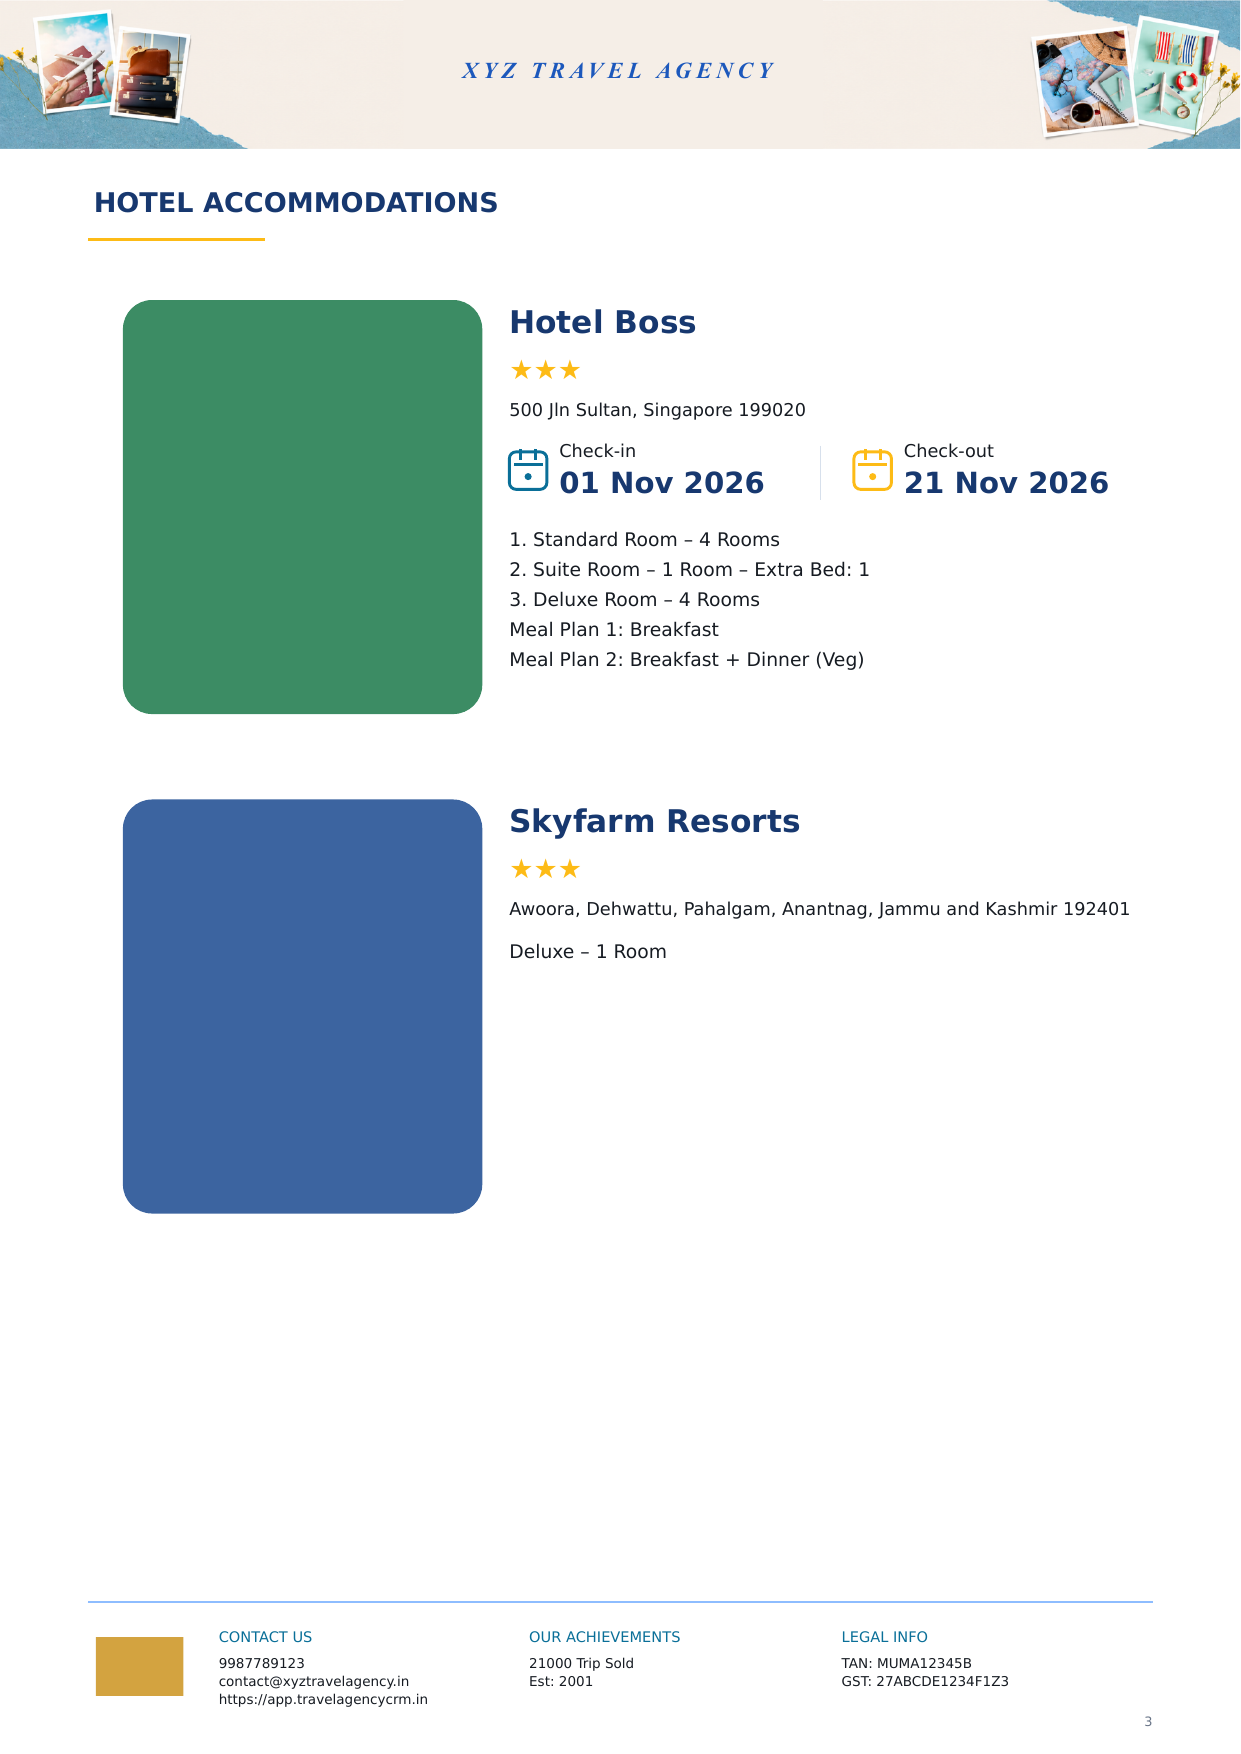 XYZ TRAVEL AGENCY
HOTEL ACCOMMODATIONS
Hotel Boss
★★★
500 Jln Sultan, Singapore 199020
Check-in
01 Nov 2026
Check-out
21 Nov 2026
1. Standard Room – 4 Rooms
2. Suite Room – 1 Room – Extra Bed: 1
3. Deluxe Room – 4 Rooms
Meal Plan 1: Breakfast
Meal Plan 2: Breakfast + Dinner (Veg)
Skyfarm Resorts
★★★
Awoora, Dehwattu, Pahalgam, Anantnag, Jammu and Kashmir 192401
Deluxe – 1 Room
CONTACT US
9987789123
contact@xyztravelagency.in
https://app.travelagencycrm.in
OUR ACHIEVEMENTS
21000 Trip Sold
Est: 2001
LEGAL INFO
TAN: MUMA12345B
GST: 27ABCDE1234F1Z3
3